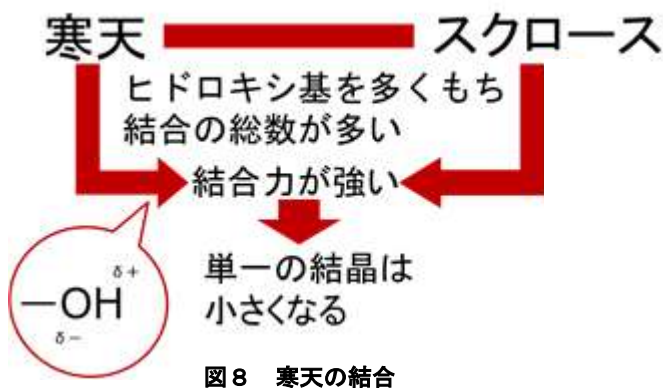 寒天 スクロース
ヒドロキシ基を多くもち
結合の総数が多い
結合力が強い
単一の結晶は
小さくなる
δ+
—OH
δ−
図8 寒天の結合